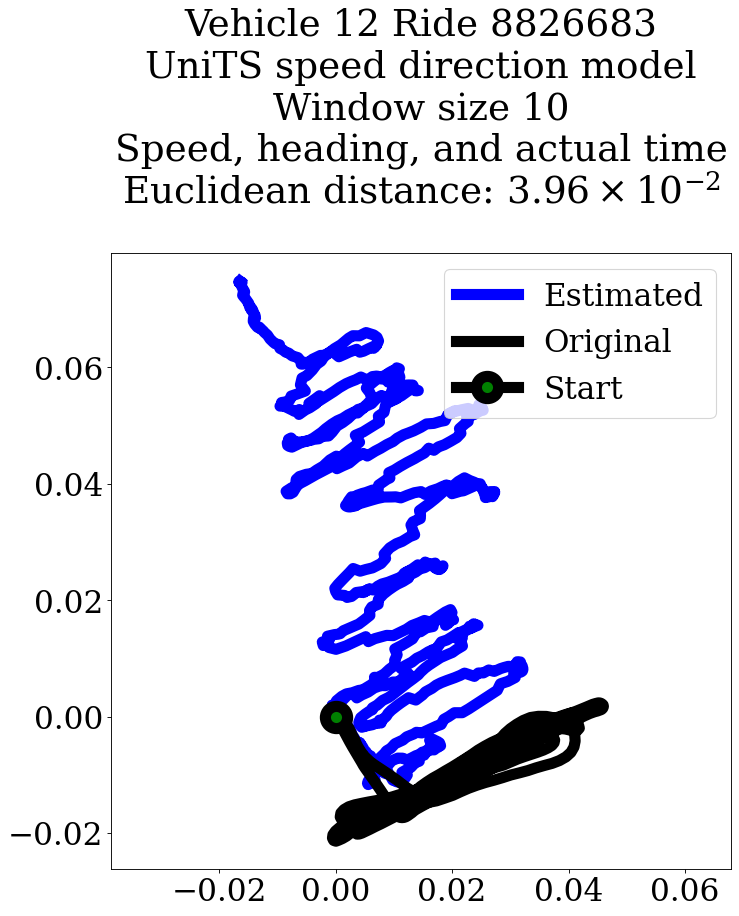 Vehicle 12 Ride 8826683
UniTS speed direction model
Window size 10
Speed, heading, and actual time
Euclidean distance: 3.96 × 10⁻²
Estimated
Original
Start
0.06
0.04
0.02
0.00
−0.02
−0.02 0.00 0.02 0.04 0.06